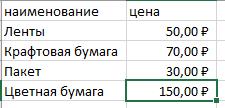 наименование цена
Ленты 50,00 ₽
Крафтовая бумага 70,00 ₽
Пакет 30,00 ₽
Цветная бумага 150,00 ₽